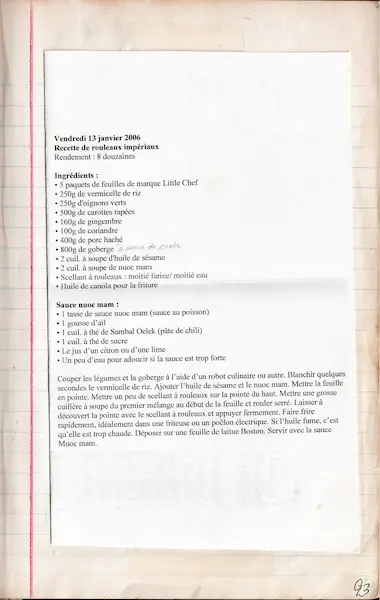 Vendredi 13 janvier 2006
Recette de rouleaux impériaux
Rendement : 8 douzaines
Ingrédients :
• 5 paquets de feuilles de marque Little Chef
• 250g de vermicelle de riz
• 250g d'oignons verts
• 500g de carottes rapées
• 160g de gingembre
• 100g de coriandre
• 400g de porc haché
• 800g de goberge de crabe
• 2 cuil. à soupe d'huile de sésame
• 2 cuil. à soupe de nuoc mam
• Scellant à rouleaux : moitié farine/ moitié eau
• Huile de canola pour la friture
Sauce nuoc mam :
• 1 tasse de sauce nuoc mam (sauce au poisson)
• 1 gousse d'ail
• 1 cuil. à thé de Sambal Oelek (pâte de chili)
• 1 cuil. à thé de sucre
• Le jus d'un citron ou d'une lime
• Un peu d'eau pour adoucir si la sauce est trop forte
Couper les légumes et la goberge à l'aide d'un robot culinaire ou autre. Blanchir quelques
secondes le vermicelle de riz. Ajouter l'huile de sésame et le nuoc mam. Mettre la feuille
en pointe. Mettre un peu de scellant à rouleaux sur la pointe du haut. Mettre une grosse
cuillère à soupe du premier mélange au début de la feuille et rouler serré. Laisser à
découvert la pointe avec le scellant à rouleaux et appuyer fermement. Faire frire
rapidement, idéalement dans une friteuse ou un poêlon électrique. Si l'huile fume, c'est
qu'elle est trop chaude. Déposer sur une feuille de laitue Boston. Servir avec la sauce
Muoc mam.
93